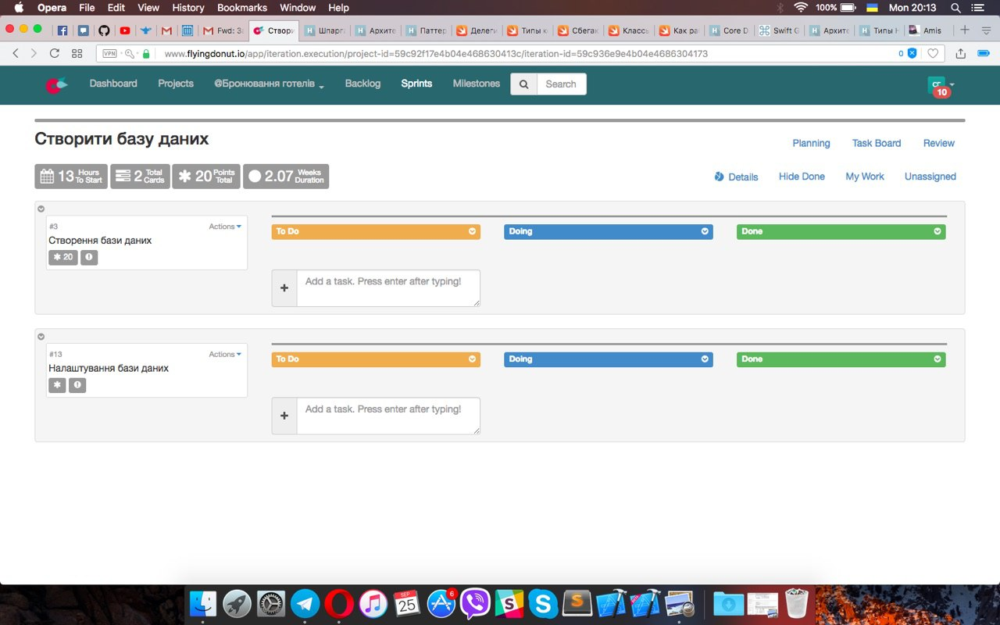 Opera File Edit View History Bookmarks Window Help 100% Mon 20:13
Fwd: За Створи Шпарг Архите Паттер Делеги Типы к Сбегак Классы Как ра Core D Swift G Архите Типы Н Amis
VPN www.flyingdonut.io/app/iteration.execution/project-id=59c92f17e4b04e468630413c/iteration-id=59c936e9e4b04e4686304173 0
Dashboard Projects @Бронювання готелів Backlog Sprints Milestones Search СГ 10
Створити базу даних
Planning Task Board Review
13 Hours To Start 2 Total Cards 20 Points Total 2.07 Weeks Duration
Details Hide Done My Work Unassigned
#3 Actions
Створення бази даних
20
To Do Doing Done
Add a task. Press enter after typing!
#13 Actions
Налаштування бази даних
To Do Doing Done
Add a task. Press enter after typing!
SEP
25
6